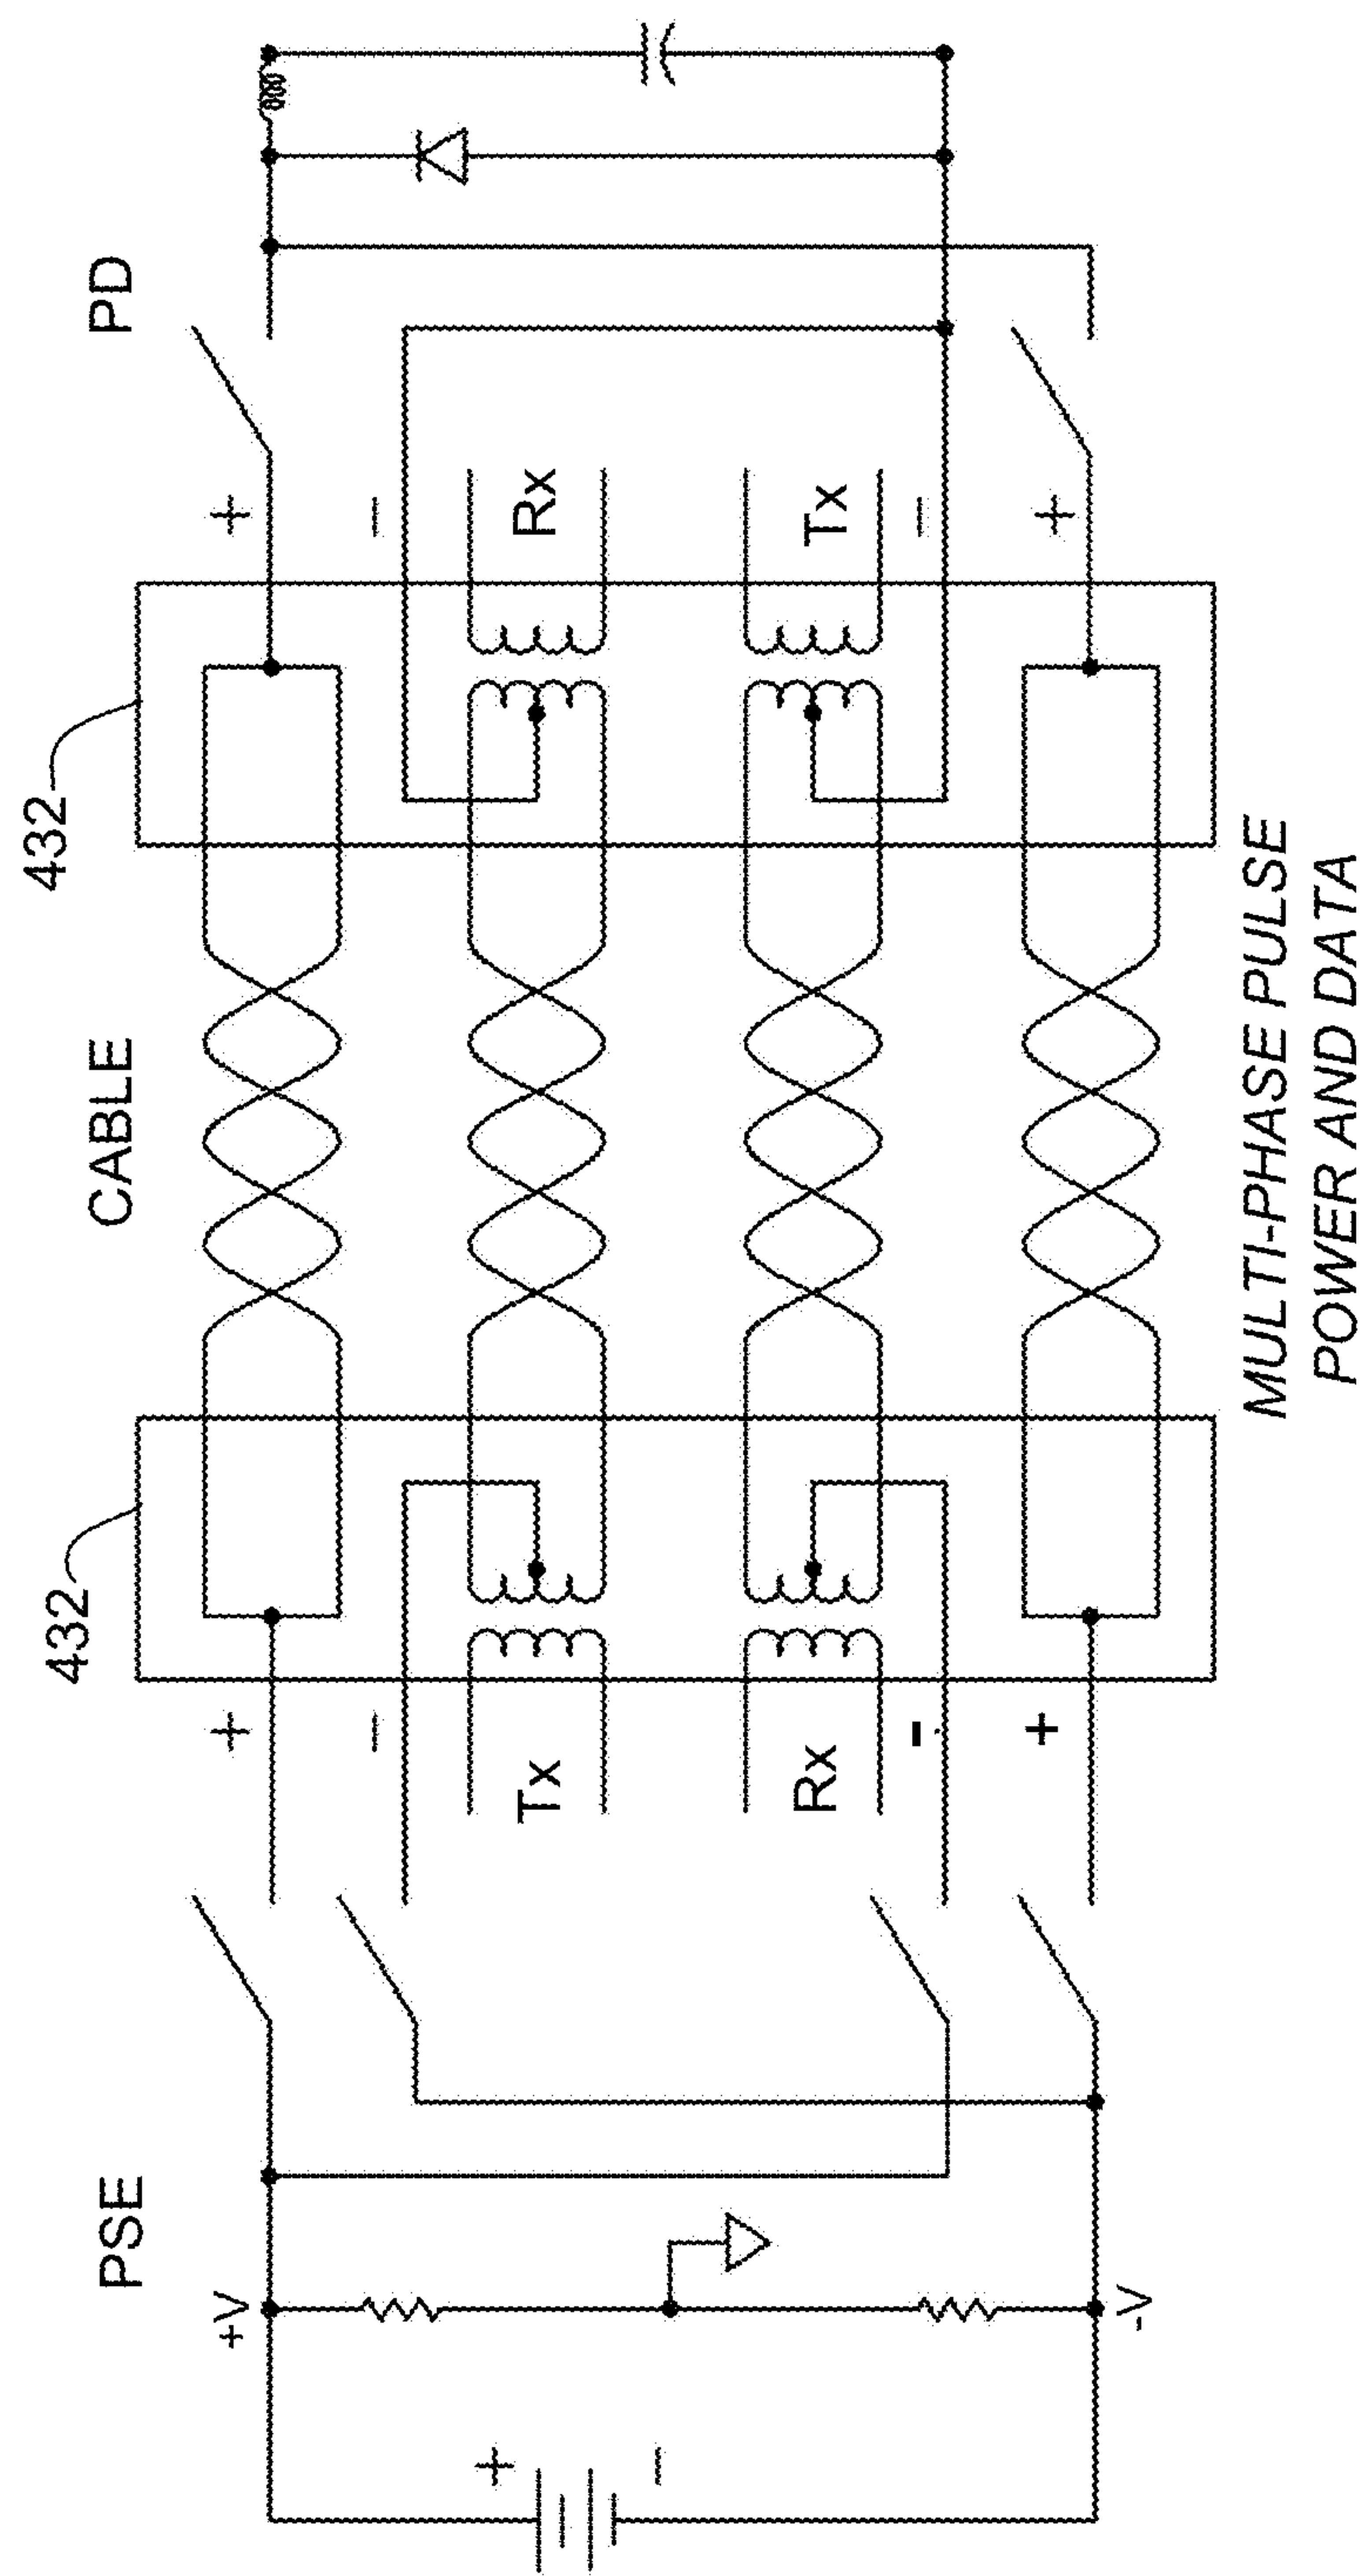 PSE
CABLE
PD
432
432
+V
-V
+
−
+
−
Tx
Rx
-
+
+
−
Rx
Tx
−
+
MULTI-PHASE PULSE
POWER AND DATA